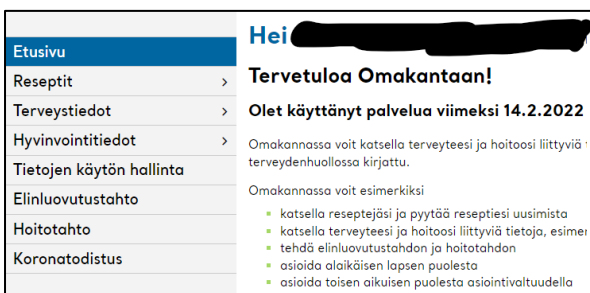 Etusivu
Reseptit
Terveystiedot
Hyvinvointitiedot
Tietojen käytön hallinta
Elinluovutustahto
Hoitotahto
Koronatodistus
Hei
Tervetuloa Omakantaan!
Olet käyttänyt palvelua viimeksi 14.2.2022
Omakannassa voit katsella terveyteesi ja hoitoosi liittyviä
terveydenhuollossa kirjattu.
Omakannassa voit esimerkiksi
katsella reseptejäsi ja pyytää reseptiesi uusimista
katsella terveyteesi ja hoitoosi liittyviä tietoja,
tehdä elinluovutustahdon ja hoitotahdon
asioida alaikäisen lapsen puolesta
asioida toisen aikuisen puolesta asiointivaltuudella